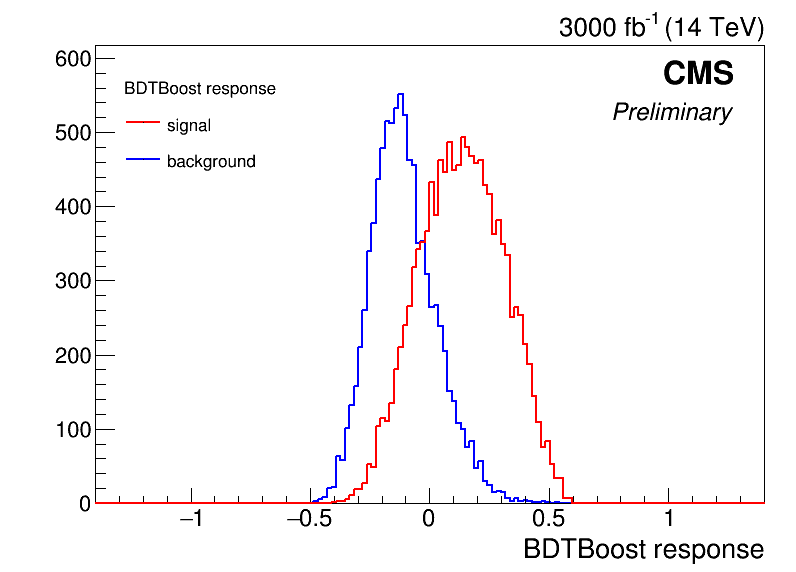 3000 fb-1 (14 TeV)
600
CMS
BDTBoost response
Preliminary
signal
500
background
400
300
200
100
0
−1
−0.5
0
0.5
1
BDTBoost response